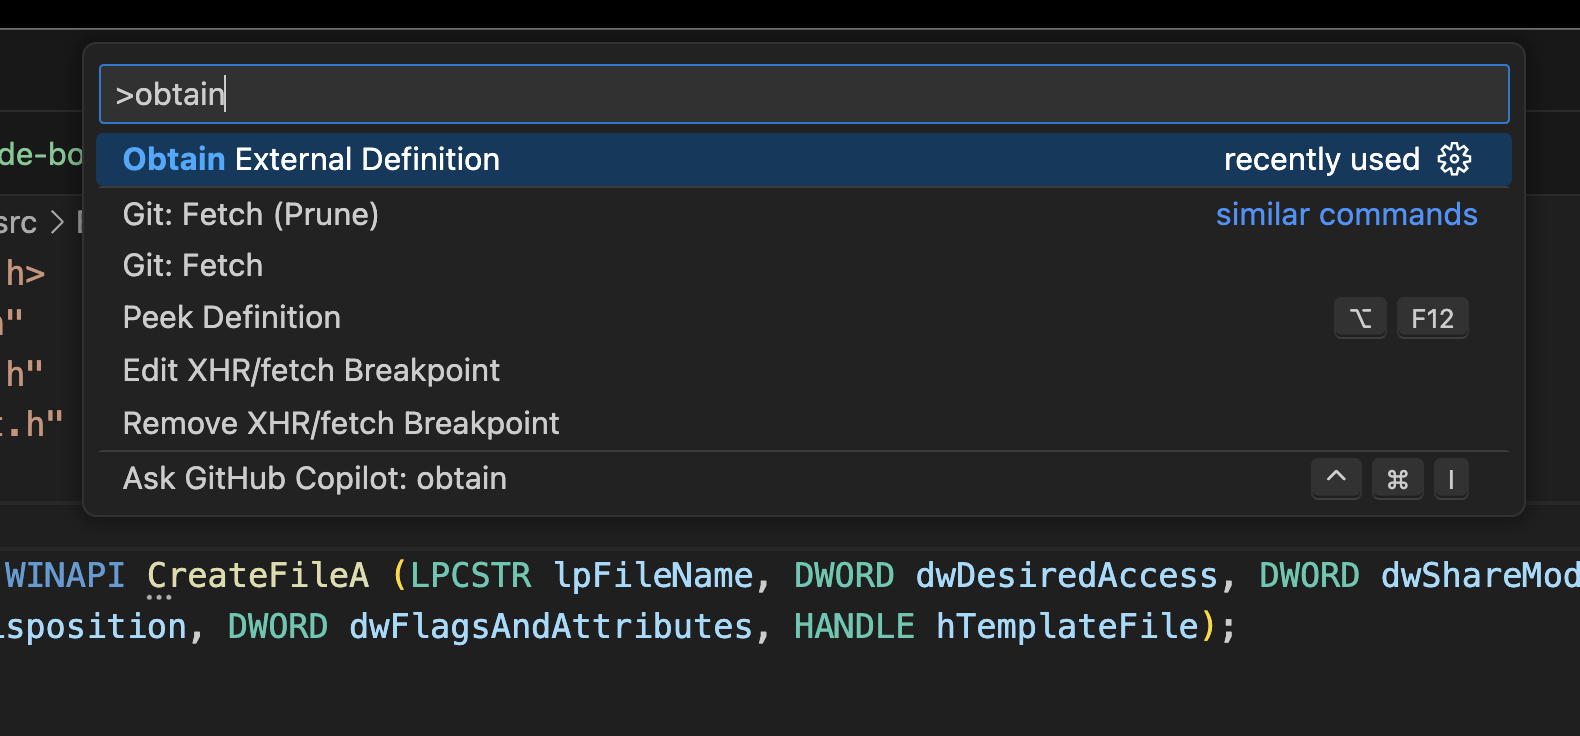 >obtain
Obtain External Definition recently used
de-bo
Git: Fetch (Prune) similar commands
src >
Git: Fetch
h>
Peek Definition ⌥ F12
"
Edit XHR/fetch Breakpoint
h"
Remove XHR/fetch Breakpoint
.h"
Ask GitHub Copilot: obtain ^ ⌘ I
WINAPI CreateFileA (LPCSTR lpFileName, DWORD dwDesiredAccess, DWORD dwShareMod
isposition, DWORD dwFlagsAndAttributes, HANDLE hTemplateFile);